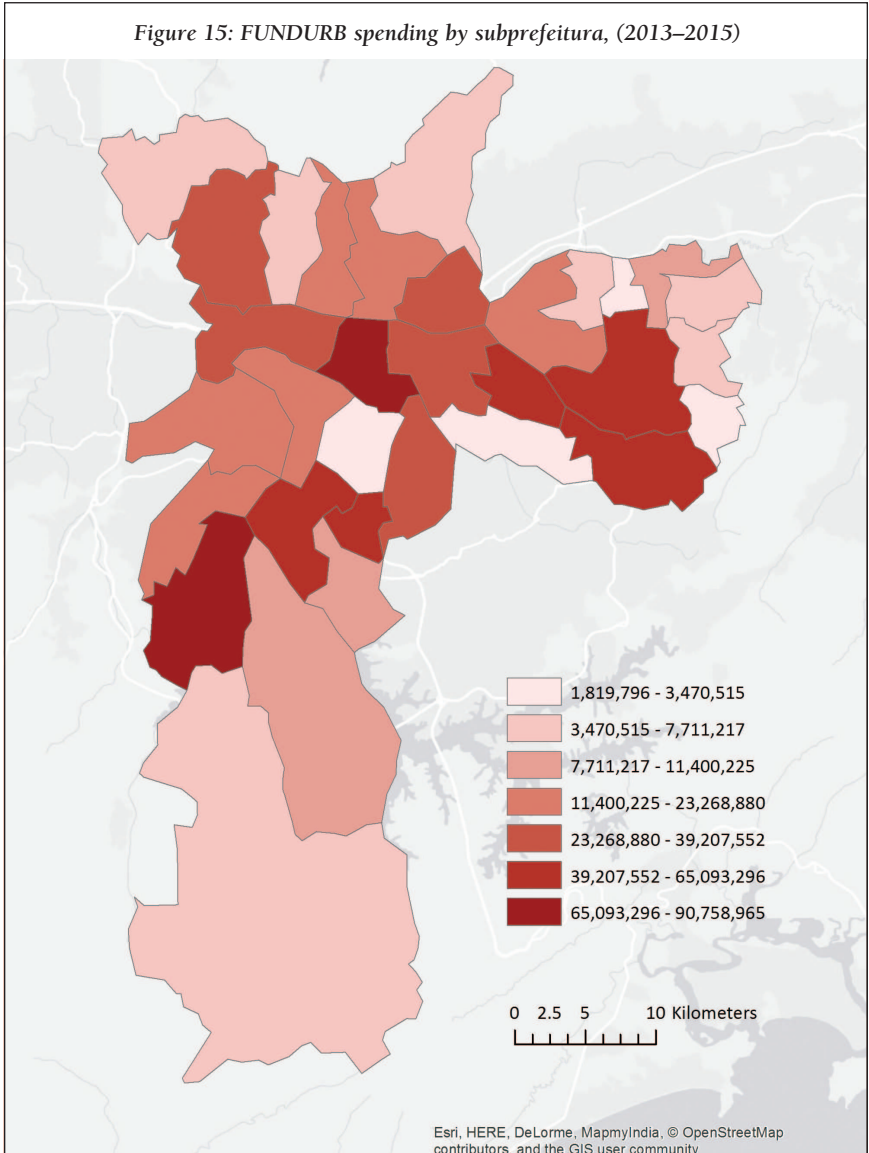 Figure 15: FUNDURB spending by subprefeitura, (2013–2015)
1,819,796 - 3,470,515
3,470,515 - 7,711,217
7,711,217 - 11,400,225
11,400,225 - 23,268,880
23,268,880 - 39,207,552
39,207,552 - 65,093,296
65,093,296 - 90,758,965
0 2.5 5 10 Kilometers
Esri, HERE, DeLorme, MapmyIndia, © OpenStreetMap
contributors, and the GIS user community